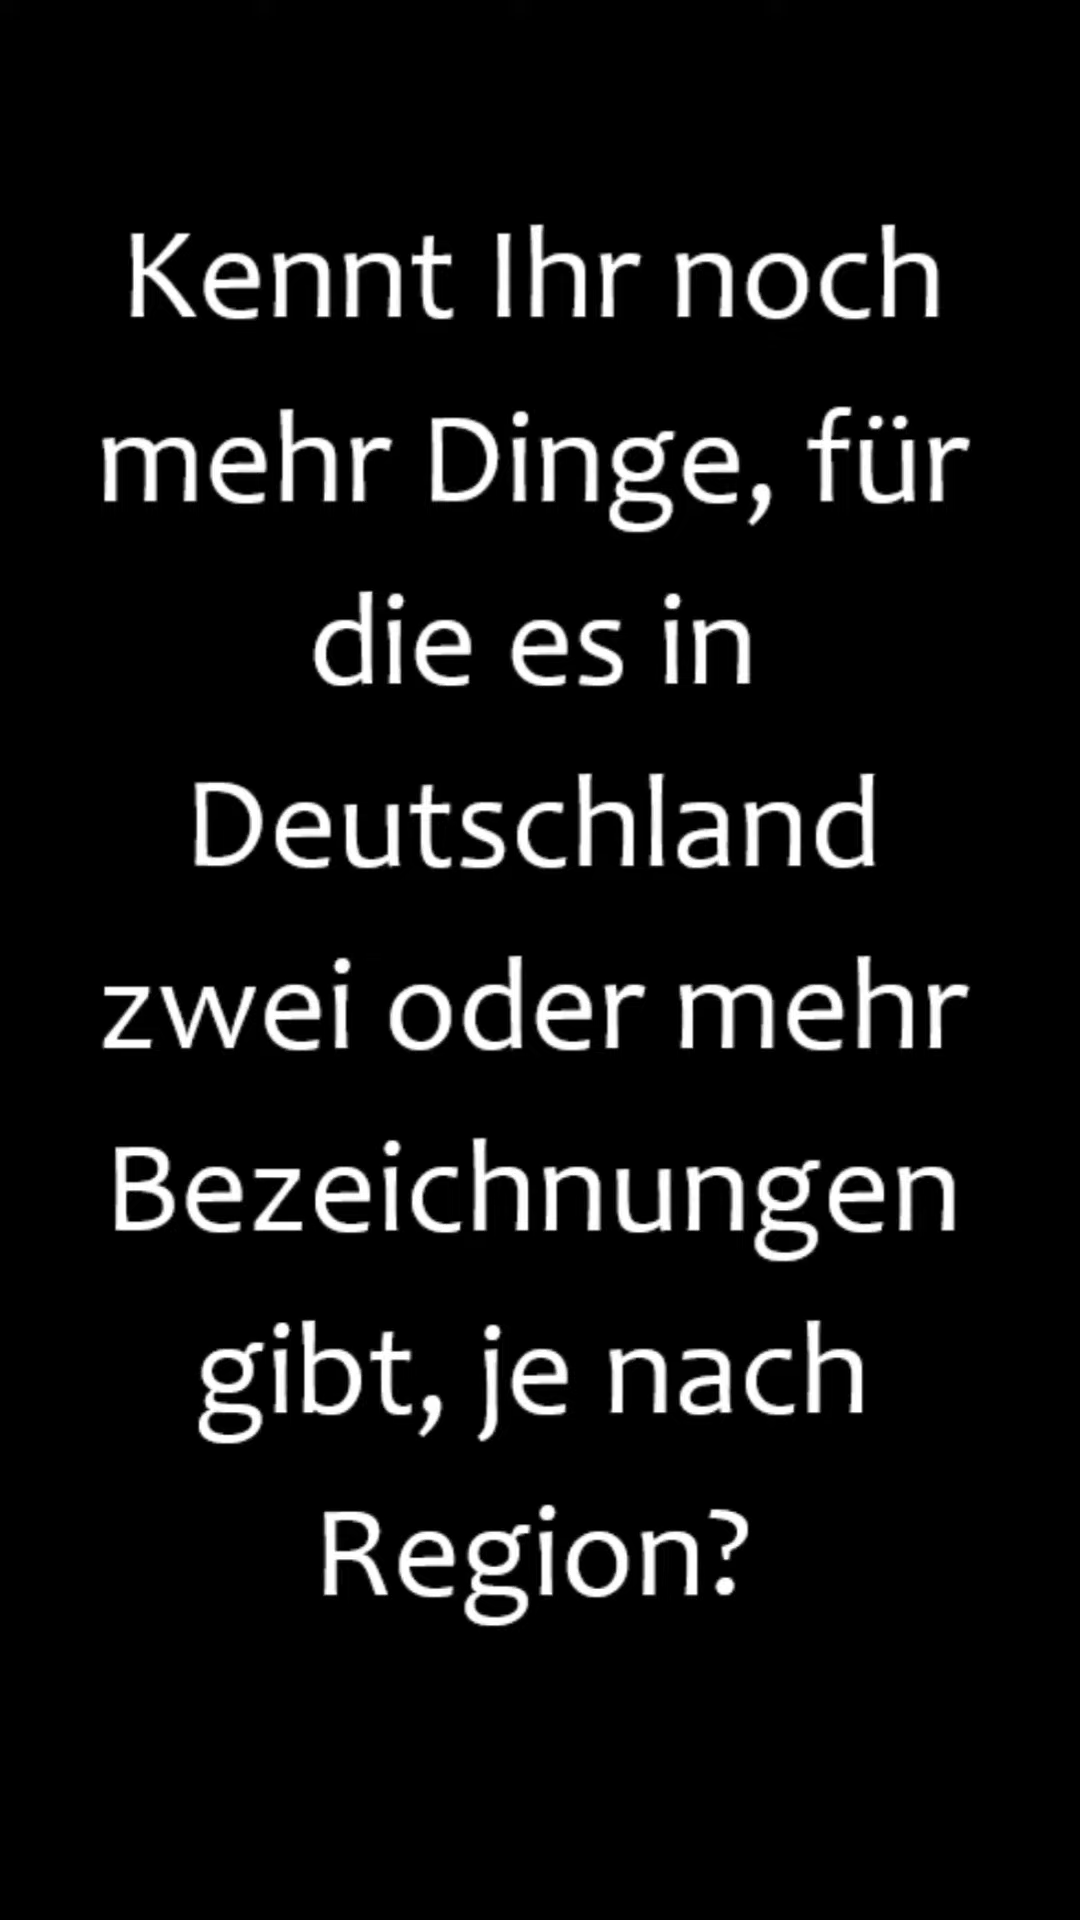 Kennt Ihr noch
mehr Dinge, für
die es in
Deutschland
zwei oder mehr
Bezeichnungen
gibt, je nach
Region?